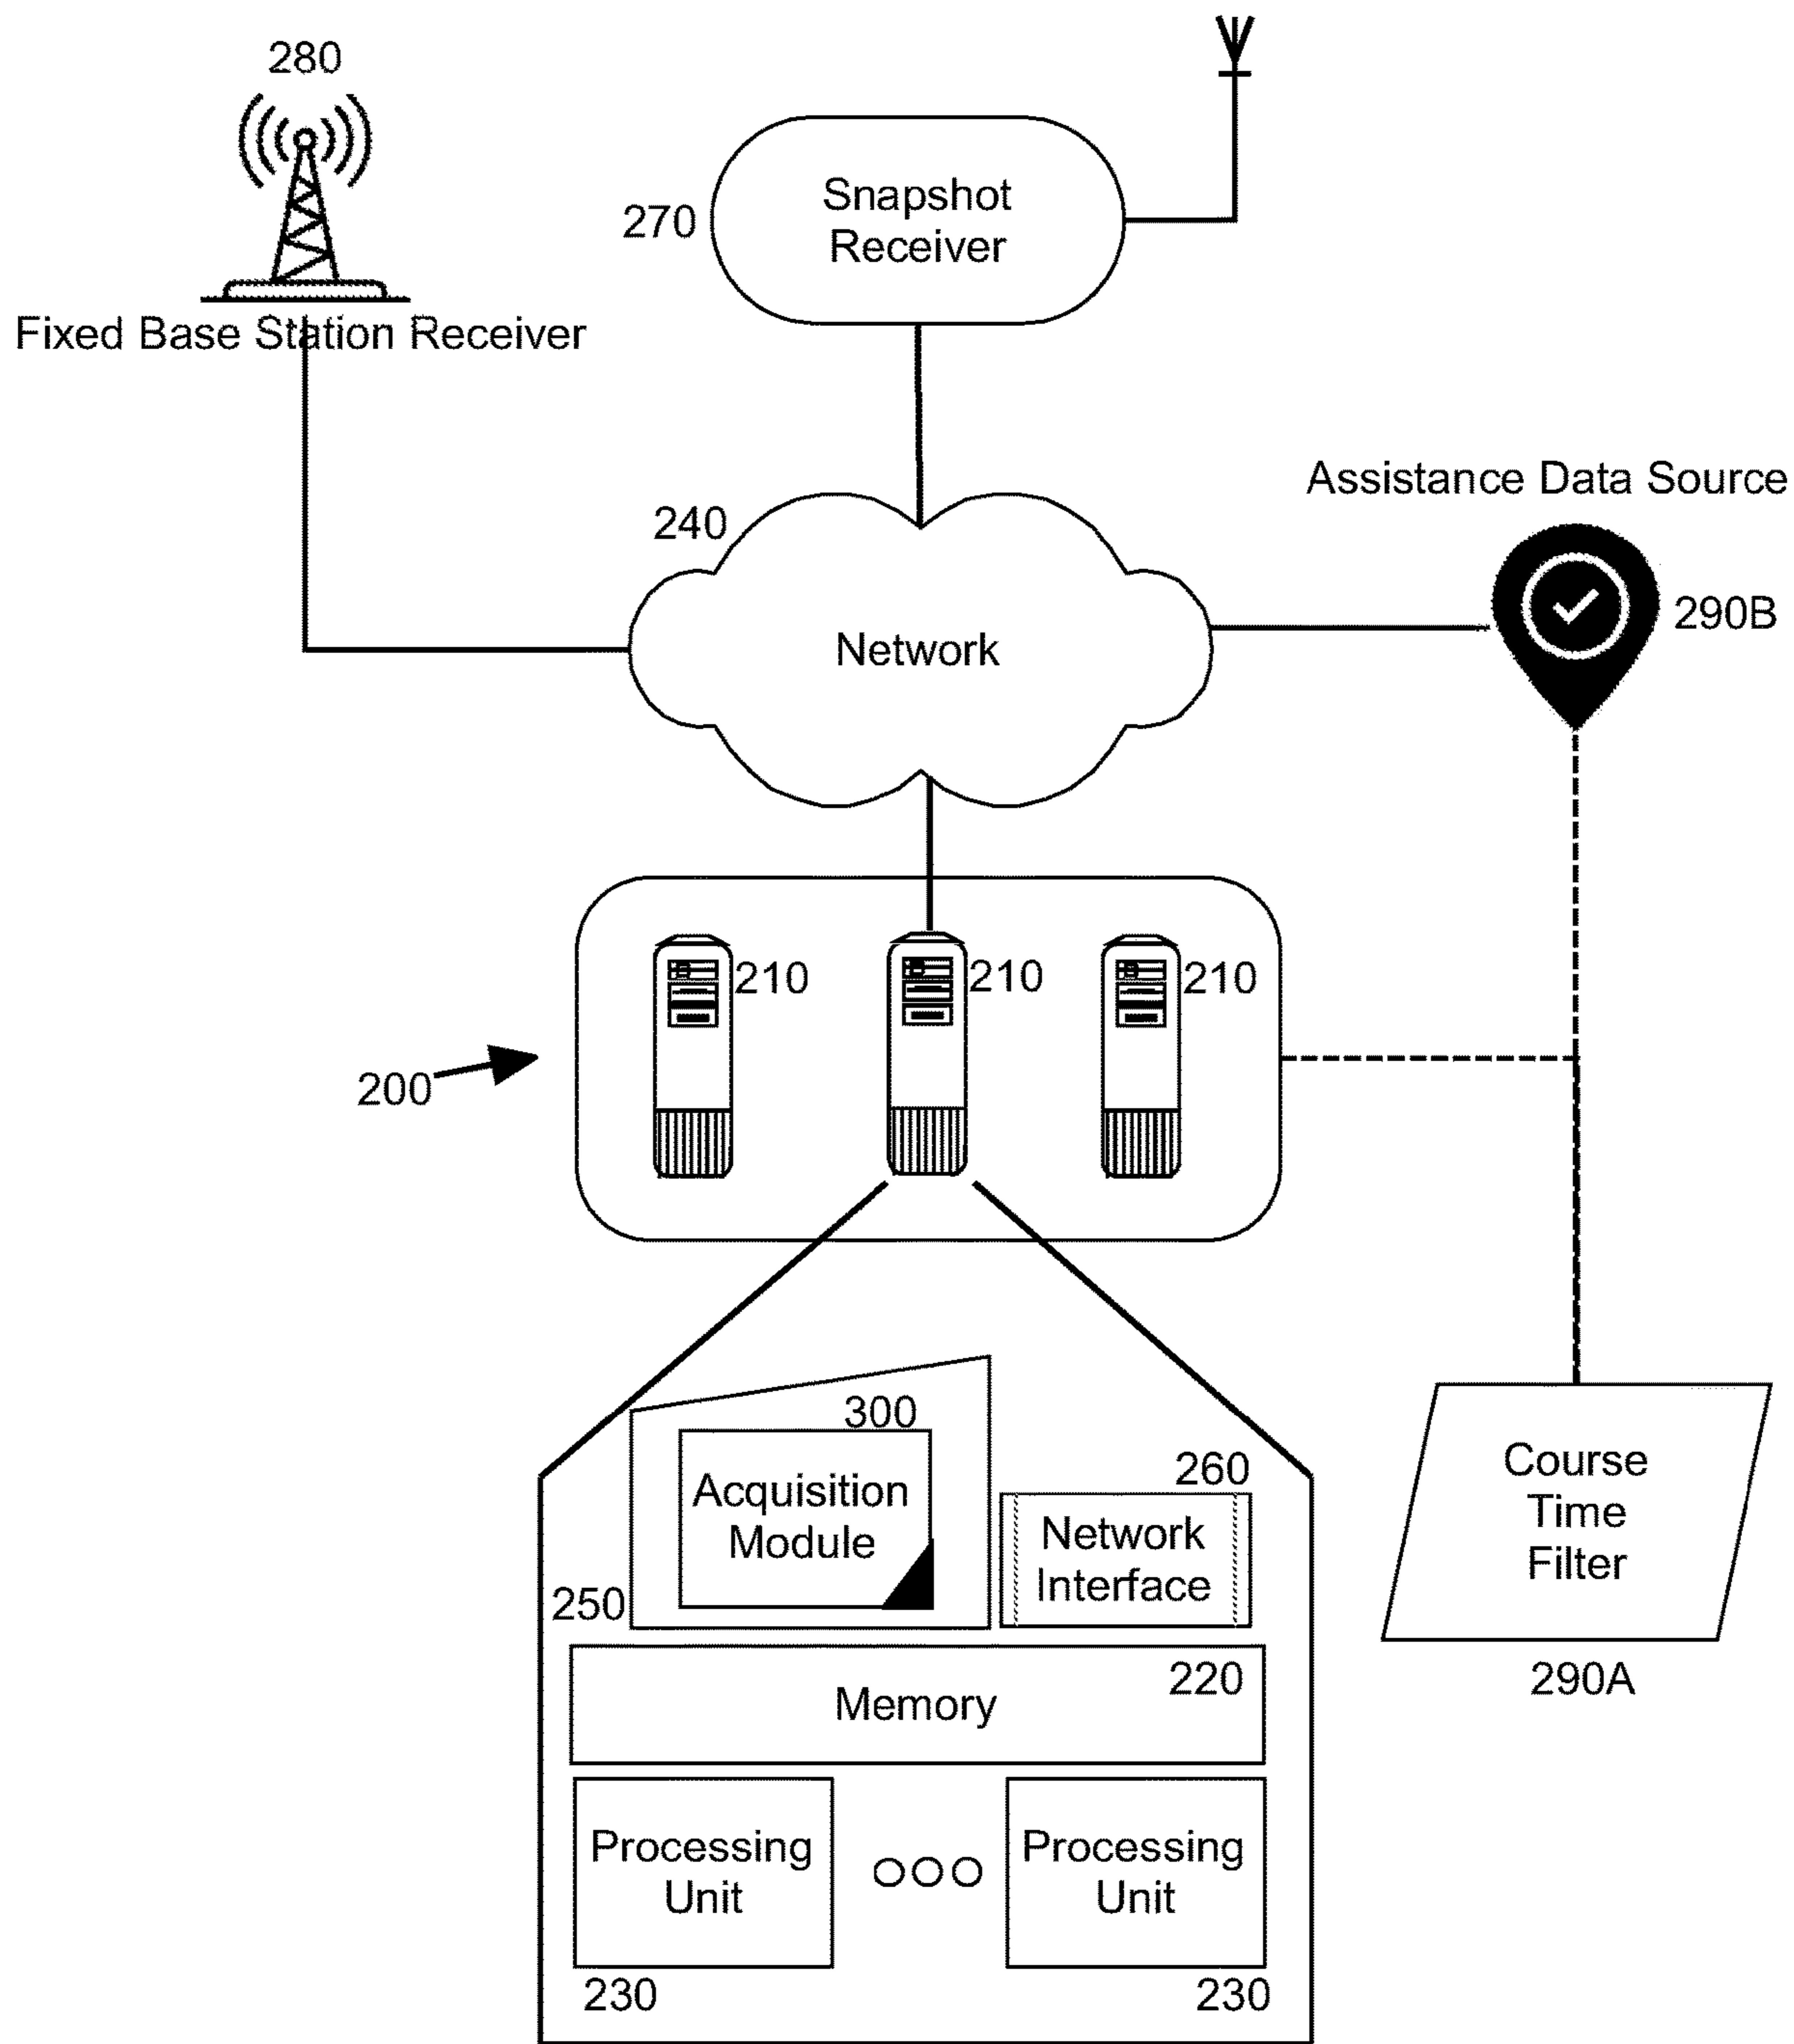 280
270
Snapshot
Receiver
Fixed Base Station Receiver
Assistance Data Source
240
290B
Network
210
210
210
200
300
Acquisition
Module
260
Network
Interface
Course
Time
Filter
250
220
Memory
290A
Processing
Unit
Processing
Unit
230
230